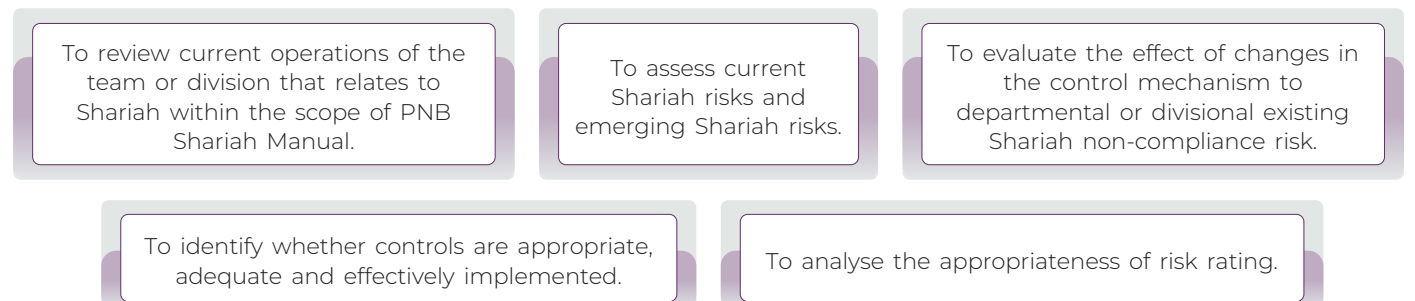 To review current operations of the
team or division that relates to
Shariah within the scope of PNB
Shariah Manual.
To assess current
Shariah risks and
emerging Shariah risks.
To evaluate the effect of changes in
the control mechanism to
departmental or divisional existing
Shariah non-compliance risk.
To identify whether controls are appropriate,
adequate and effectively implemented.
To analyse the appropriateness of risk rating.